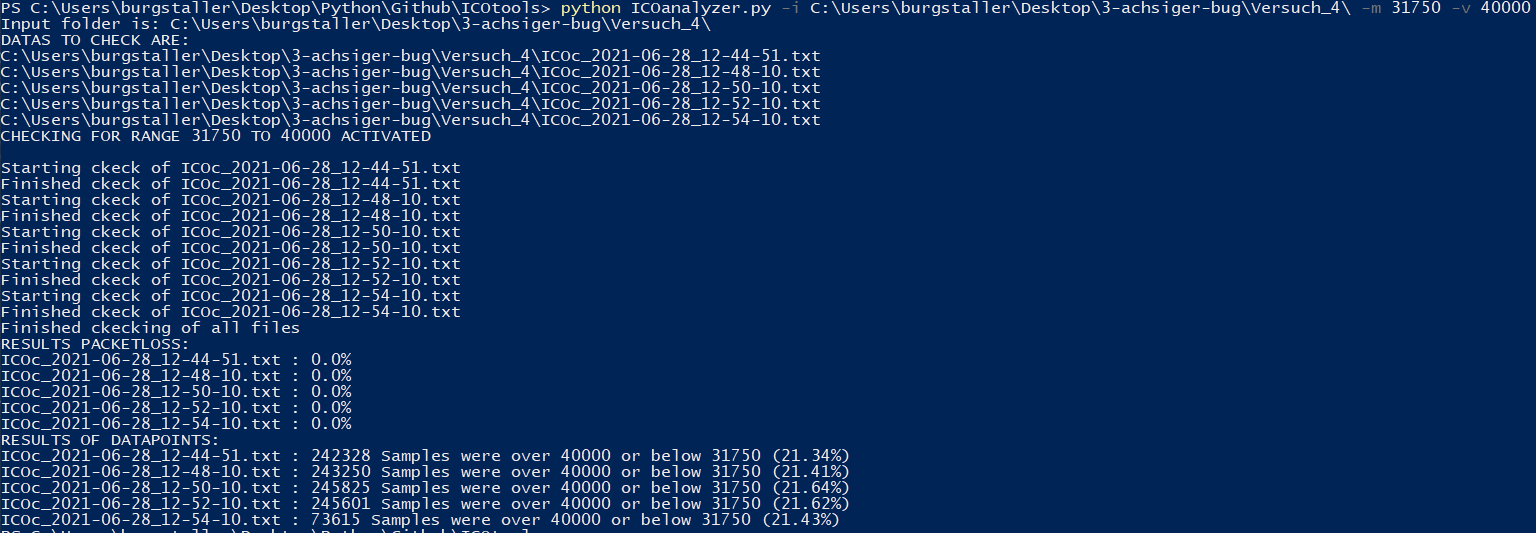 PS C:\Users\burgstaller\Desktop\Python\Github\ICOtools> python ICOanalyzer.py -i C:\Users\burgstaller\Desktop\3-achsiger-bug\Versuch_4\ -m 31750 -v 40000
Input folder is: C:\Users\burgstaller\Desktop\3-achsiger-bug\Versuch_4\
DATAS TO CHECK ARE:
C:\Users\burgstaller\Desktop\3-achsiger-bug\Versuch_4\ICOc_2021-06-28_12-44-51.txt
C:\Users\burgstaller\Desktop\3-achsiger-bug\Versuch_4\ICOc_2021-06-28_12-48-10.txt
C:\Users\burgstaller\Desktop\3-achsiger-bug\Versuch_4\ICOc_2021-06-28_12-50-10.txt
C:\Users\burgstaller\Desktop\3-achsiger-bug\Versuch_4\ICOc_2021-06-28_12-52-10.txt
C:\Users\burgstaller\Desktop\3-achsiger-bug\Versuch_4\ICOc_2021-06-28_12-54-10.txt
CHECKING FOR RANGE 31750 TO 40000 ACTIVATED
Starting ckeck of ICOc_2021-06-28_12-44-51.txt
Finished ckeck of ICOc_2021-06-28_12-44-51.txt
Starting ckeck of ICOc_2021-06-28_12-48-10.txt
Finished ckeck of ICOc_2021-06-28_12-48-10.txt
Starting ckeck of ICOc_2021-06-28_12-50-10.txt
Finished ckeck of ICOc_2021-06-28_12-50-10.txt
Starting ckeck of ICOc_2021-06-28_12-52-10.txt
Finished ckeck of ICOc_2021-06-28_12-52-10.txt
Starting ckeck of ICOc_2021-06-28_12-54-10.txt
Finished ckeck of ICOc_2021-06-28_12-54-10.txt
Finished ckecking of all files
RESULTS PACKETLOSS:
ICOc_2021-06-28_12-44-51.txt : 0.0%
ICOc_2021-06-28_12-48-10.txt : 0.0%
ICOc_2021-06-28_12-50-10.txt : 0.0%
ICOc_2021-06-28_12-52-10.txt : 0.0%
ICOc_2021-06-28_12-54-10.txt : 0.0%
RESULTS OF DATAPOINTS:
ICOc_2021-06-28_12-44-51.txt : 242328 Samples were over 40000 or below 31750 (21.34%)
ICOc_2021-06-28_12-48-10.txt : 243250 Samples were over 40000 or below 31750 (21.41%)
ICOc_2021-06-28_12-50-10.txt : 245825 Samples were over 40000 or below 31750 (21.64%)
ICOc_2021-06-28_12-52-10.txt : 245601 Samples were over 40000 or below 31750 (21.62%)
ICOc_2021-06-28_12-54-10.txt : 73615 Samples were over 40000 or below 31750 (21.43%)